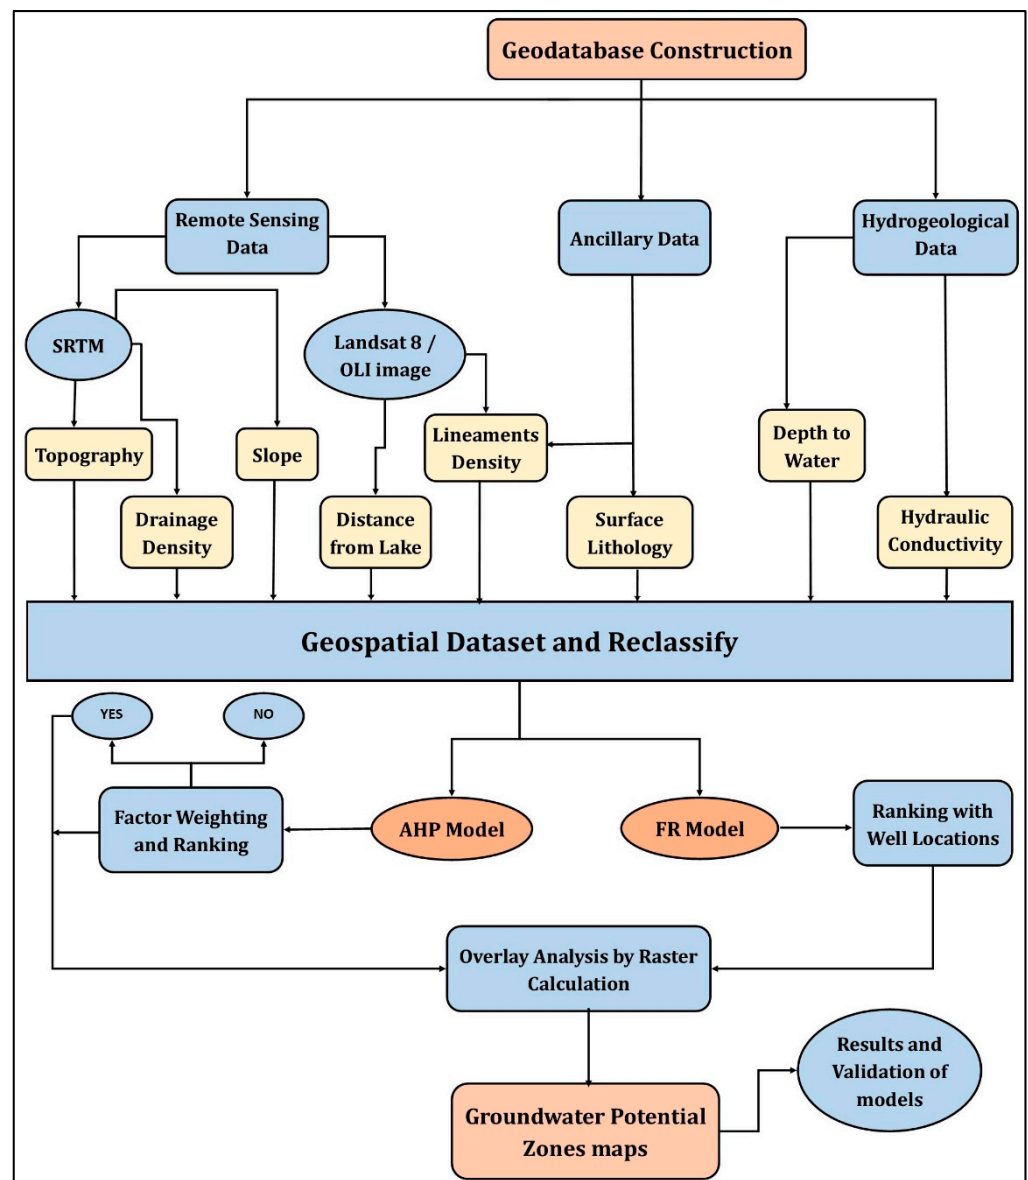 Geodatabase Construction
Remote Sensing
Data
Ancillary Data
Hydrogeological
Data
SRTM
Landsat 8 /
OLI image
Topography
Slope
Lineaments
Density
Depth to
Water
Drainage
Density
Distance
from Lake
Surface
Lithology
Hydraulic
Conductivity
Geospatial Dataset and Reclassify
YES
NO
Factor Weighting
and Ranking
AHP Model
FR Model
Ranking with
Well Locations
Overlay Analysis by Raster
Calculation
Results and
Validation of
models
Groundwater Potential
Zones maps